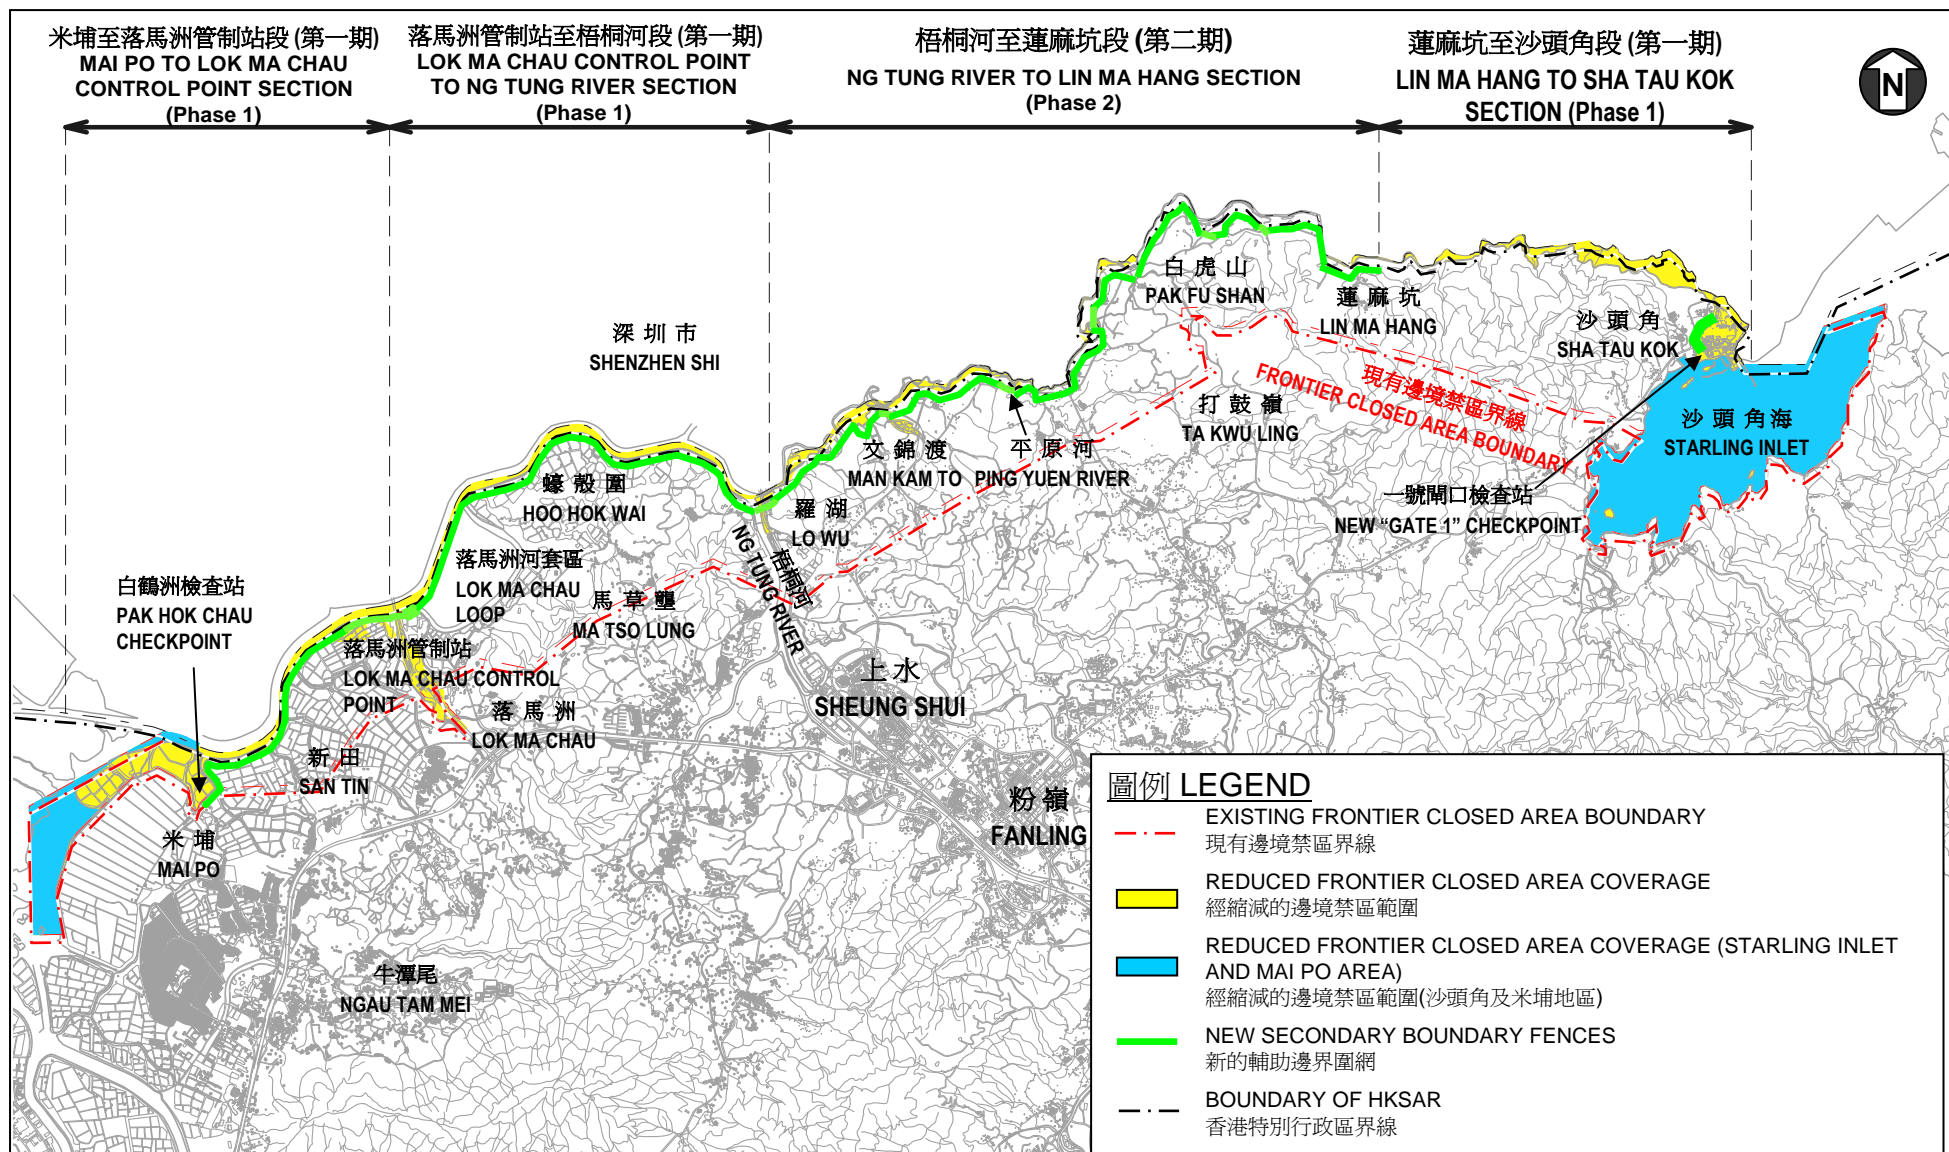 米埔至落馬洲管制站段 (第一期)
MAI PO TO LOK MA CHAU
CONTROL POINT SECTION
(Phase 1)
落馬洲管制站至梧桐河段 (第一期)
LOK MA CHAU CONTROL POINT
TO NG TUNG RIVER SECTION
(Phase 1)
梧桐河至蓮麻坑段 (第二期)
NG TUNG RIVER TO LIN MA HANG SECTION
(Phase 2)
蓮麻坑至沙頭角段 (第一期)
LIN MA HANG TO SHA TAU KOK
SECTION (Phase 1)
N
深圳市
SHENZHEN SHI
白虎山
PAK FU SHAN
蓮麻坑
LIN MA HANG
沙頭角
SHA TAU KOK
現有邊境禁區界線
FRONTIER CLOSED AREA BOUNDARY
打鼓嶺
TA KWU LING
沙頭角海
STARLING INLET
文錦渡
MAN KAM TO
平原河
PING YUEN RIVER
一號閘口檢查站
NEW “GATE 1” CHECKPOINT
蠔殼圍
HOO HOK WAI
羅湖
LO WU
梧桐河
NG TUNG RIVER
落馬洲河套區
LOK MA CHAU
LOOP
馬草壟
MA TSO LUNG
白鶴洲檢查站
PAK HOK CHAU
CHECKPOINT
落馬洲管制站
LOK MA CHAU CONTROL
POINT
落馬洲
LOK MA CHAU
上水
SHEUNG SHUI
新田
SAN TIN
米埔
MAI PO
粉嶺
FANLING
牛潭尾
NGAU TAM MEI
圖例 LEGEND
EXISTING FRONTIER CLOSED AREA BOUNDARY
現有邊境禁區界線
REDUCED FRONTIER CLOSED AREA COVERAGE
經縮減的邊境禁區範圍
REDUCED FRONTIER CLOSED AREA COVERAGE (STARLING INLET
AND MAI PO AREA)
經縮減的邊境禁區範圍(沙頭角及米埔地區)
NEW SECONDARY BOUNDARY FENCES
新的輔助邊界圍網
BOUNDARY OF HKSAR
香港特別行政區界線